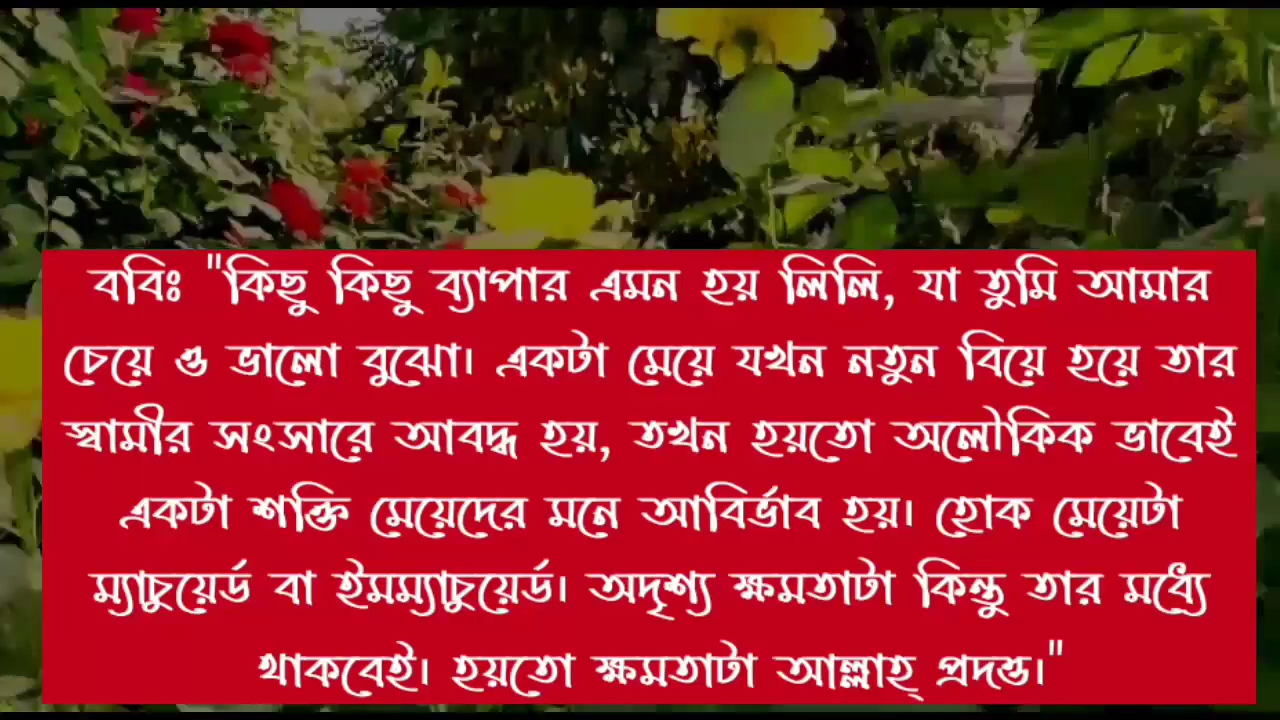 ববিঃ "কিছু কিছু ব্যাপার এমন হয় লিলি, যা তুমি আমার
চেয়ে ও ভালো বুঝো। একটা মেয়ে যখন নতুন বিয়ে হয়ে তার
স্বামীর সংসারে আবদ্ধ হয়, তখন হয়তো অলৌকিক ভাবেই
একটা শক্তি মেয়েদের মনে আবির্ভাব হয়। হোক মেয়েটা
ম্যাচুয়ের্ড বা ইমম্যাচুয়ের্ড। অদৃশ্য ক্ষমতাটা কিন্তু তার মধ্যে
থাকবেই। হয়তো ক্ষমতাটা আল্লাহ্ প্রদত্ত।"